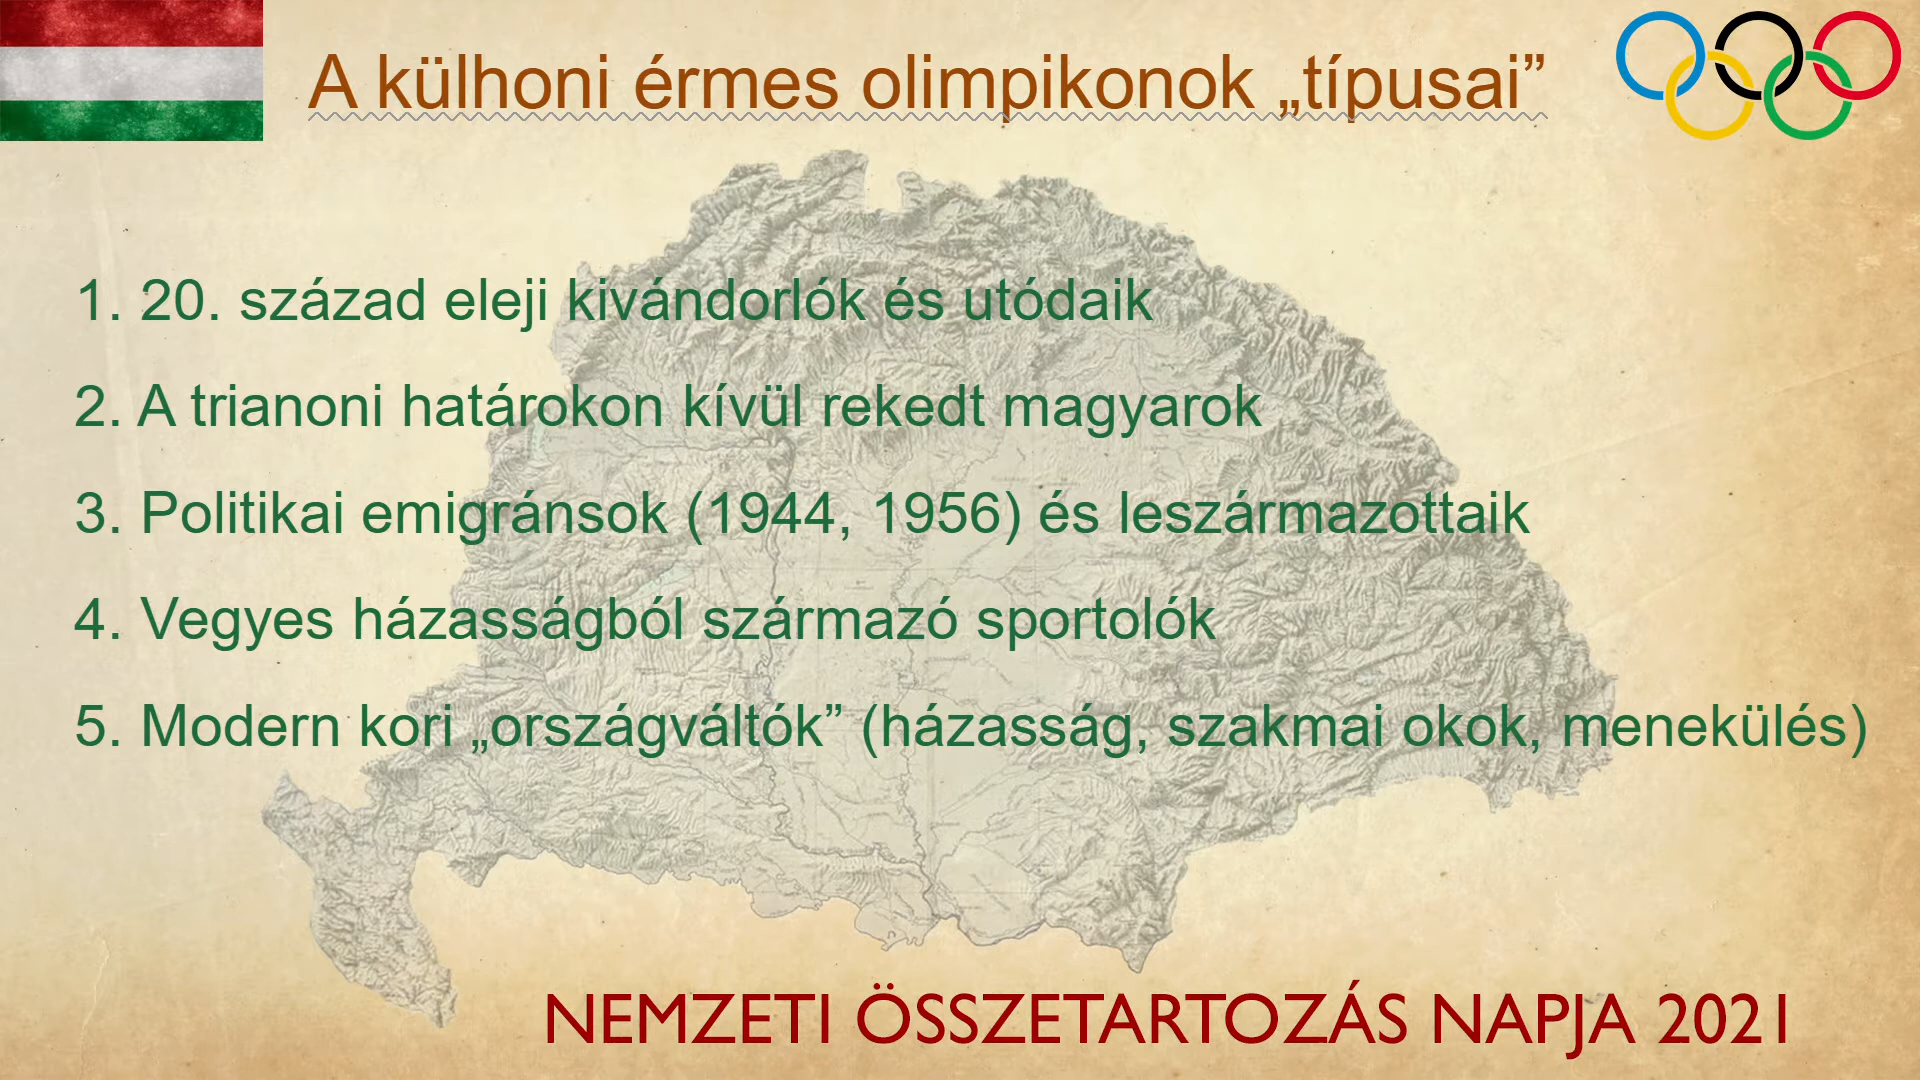 A külhoni érmes olimpikonok „típusai”
1. 20. század eleji kivándorlók és utódaik
2. A trianoni határokon kívül rekedt magyarok
3. Politikai emigránsok (1944, 1956) és leszármazottaik
4. Vegyes házasságból származó sportolók
5. Modern kori „országváltók” (házasság, szakmai okok, menekülés)
NEMZETI ÖSSZETARTOZÁS NAPJA 2021